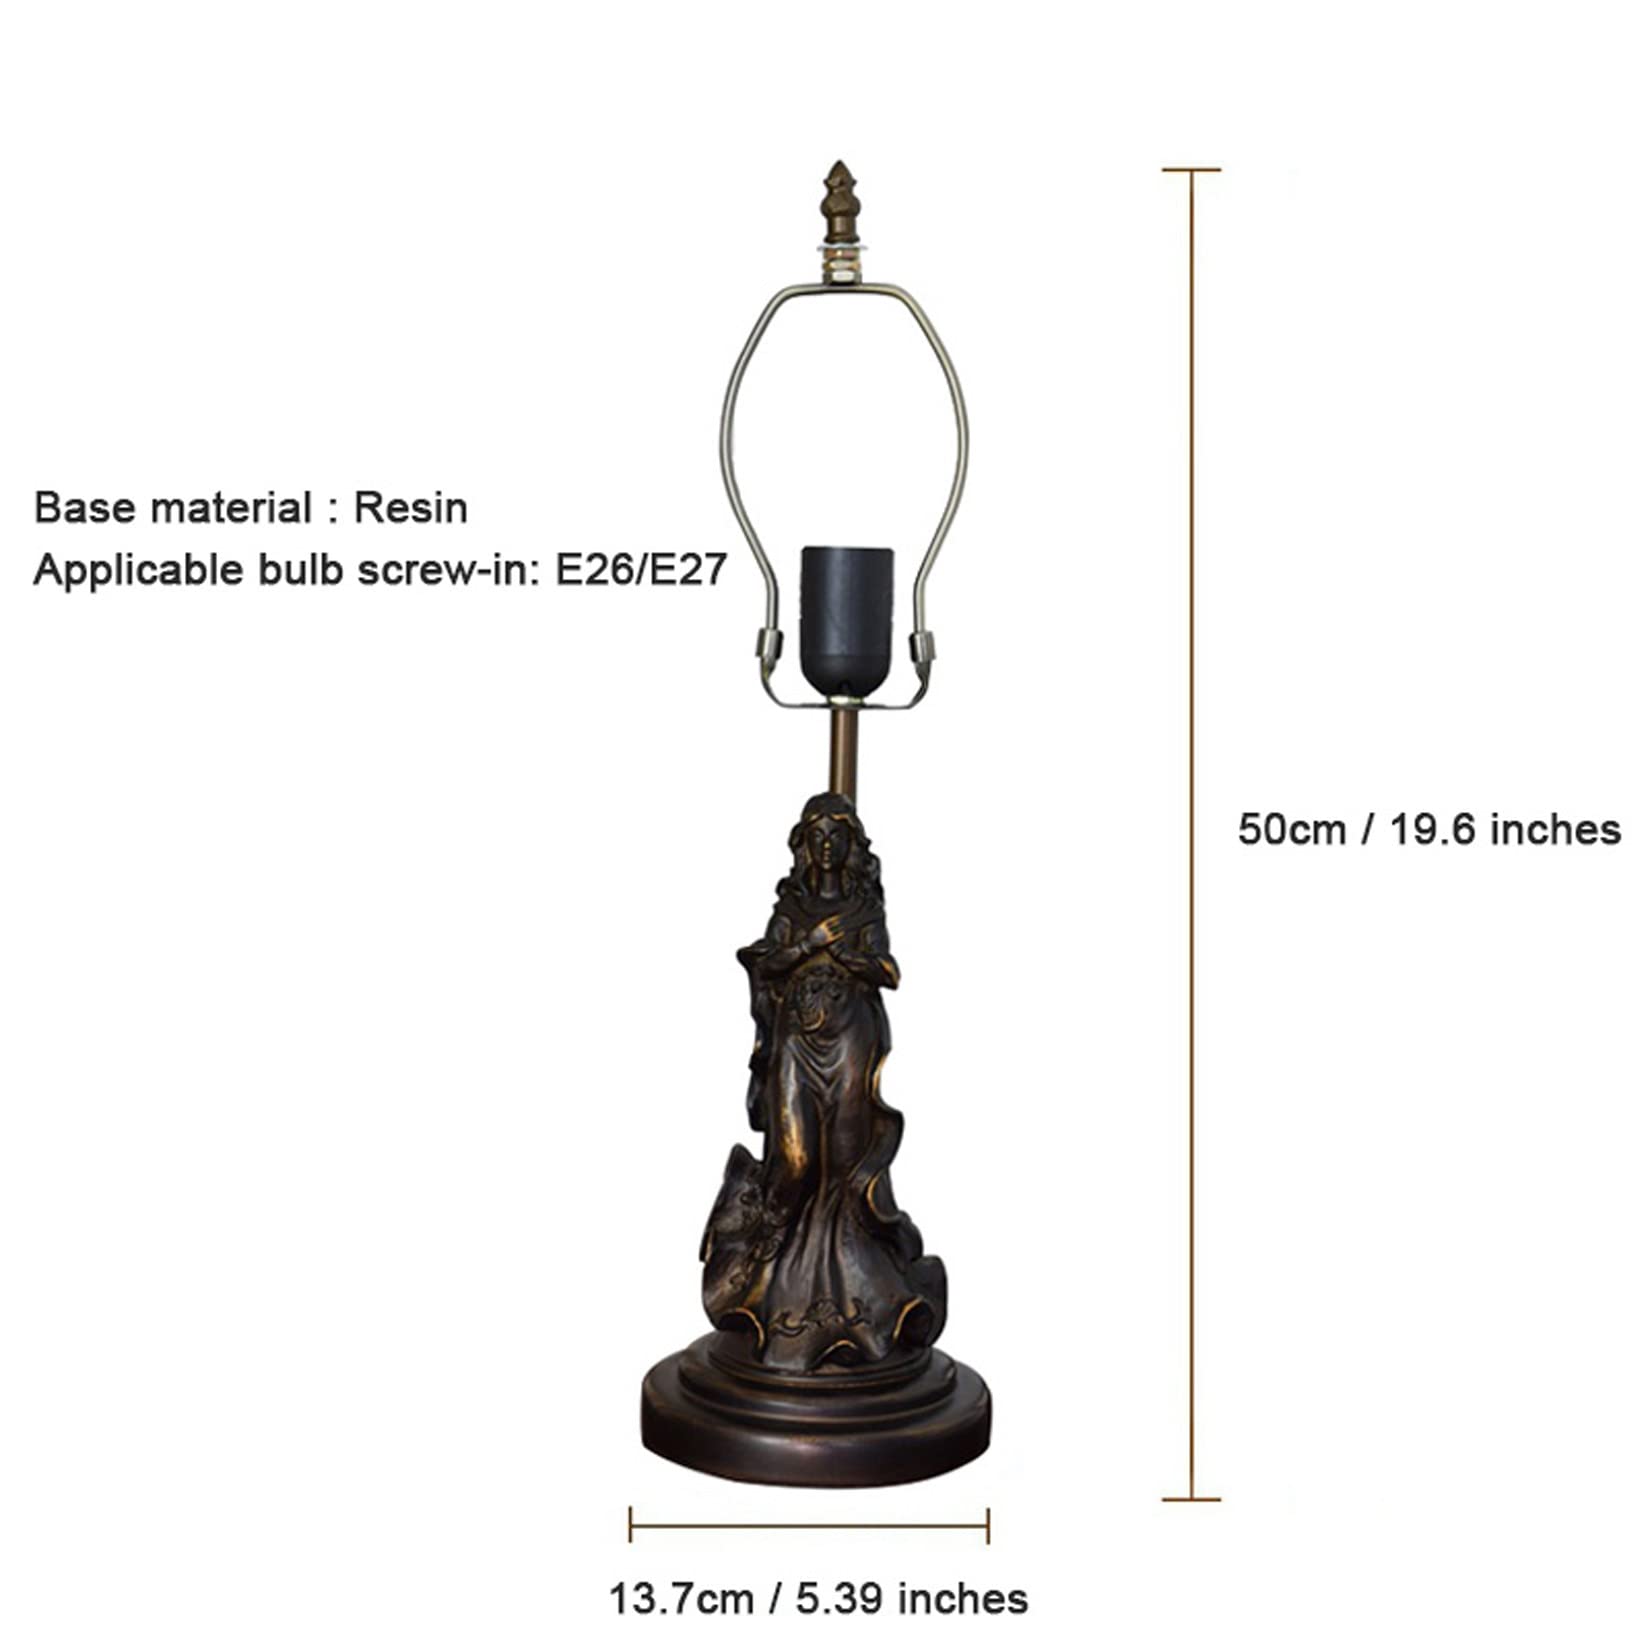 Base material : Resin
Applicable bulb screw-in: E26/E27
50cm / 19.6 inches
13.7cm / 5.39 inches